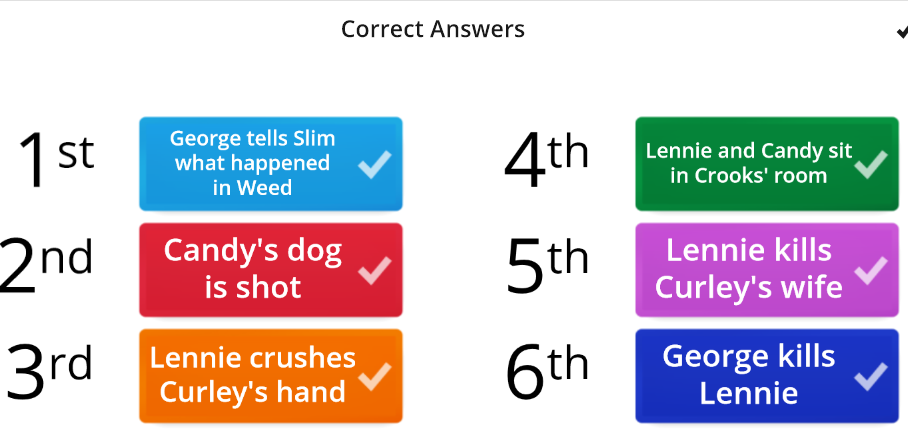 Correct Answers
1st
George tells Slim
what happened
in Weed
2nd
Candy's dog
is shot
3rd
Lennie crushes
Curley's hand
4th
Lennie and Candy sit
in Crooks' room
5th
Lennie kills
Curley's wife
6th
George kills
Lennie